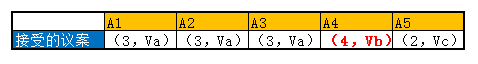 A1 A2 A3 A4 A5
接受的议案 （3，Va） （3，Va） （3，Va） （4，Vb） （2，Vc）